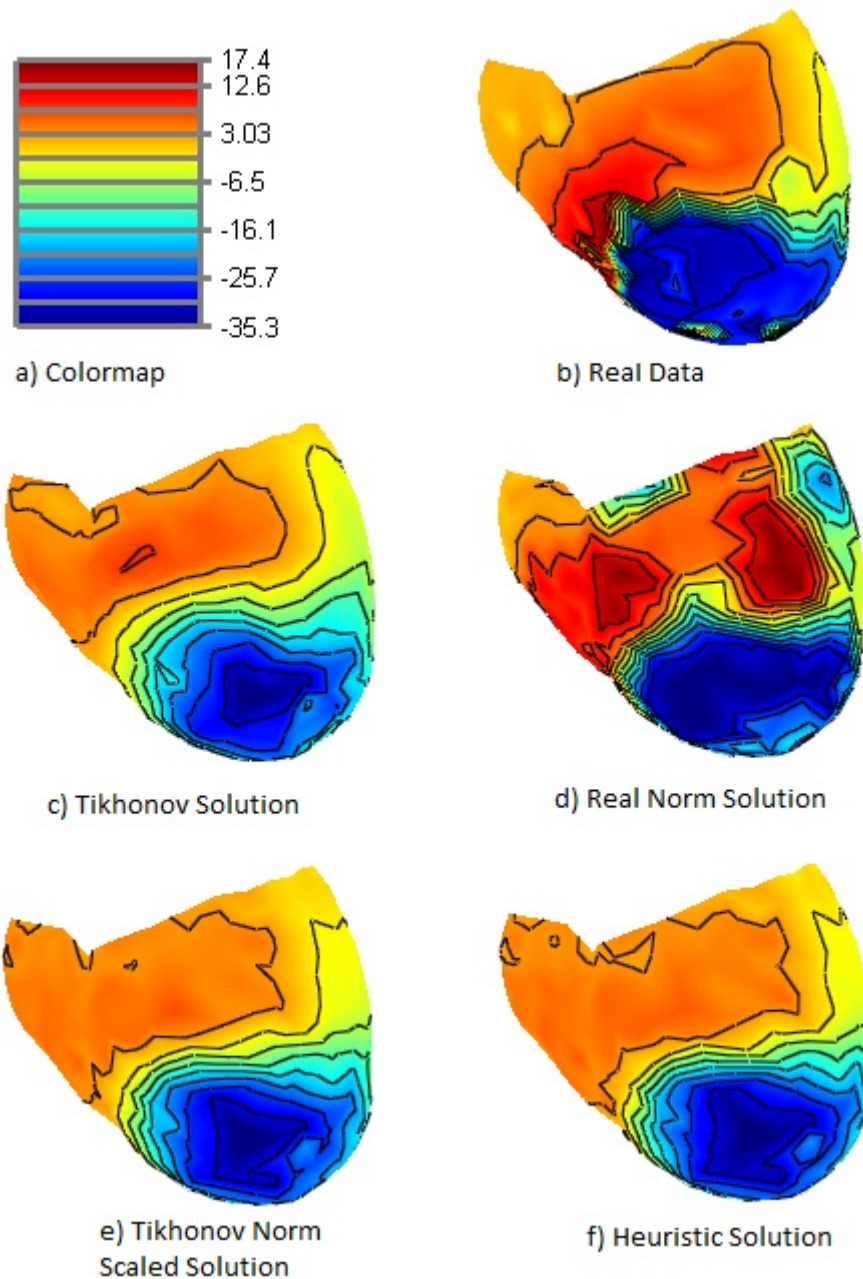 17.4
12.6
3.03
-6.5
-16.1
-25.7
-35.3
a) Colormap
b) Real Data
c) Tikhonov Solution
d) Real Norm Solution
e) Tikhonov Norm
Scaled Solution
f) Heuristic Solution